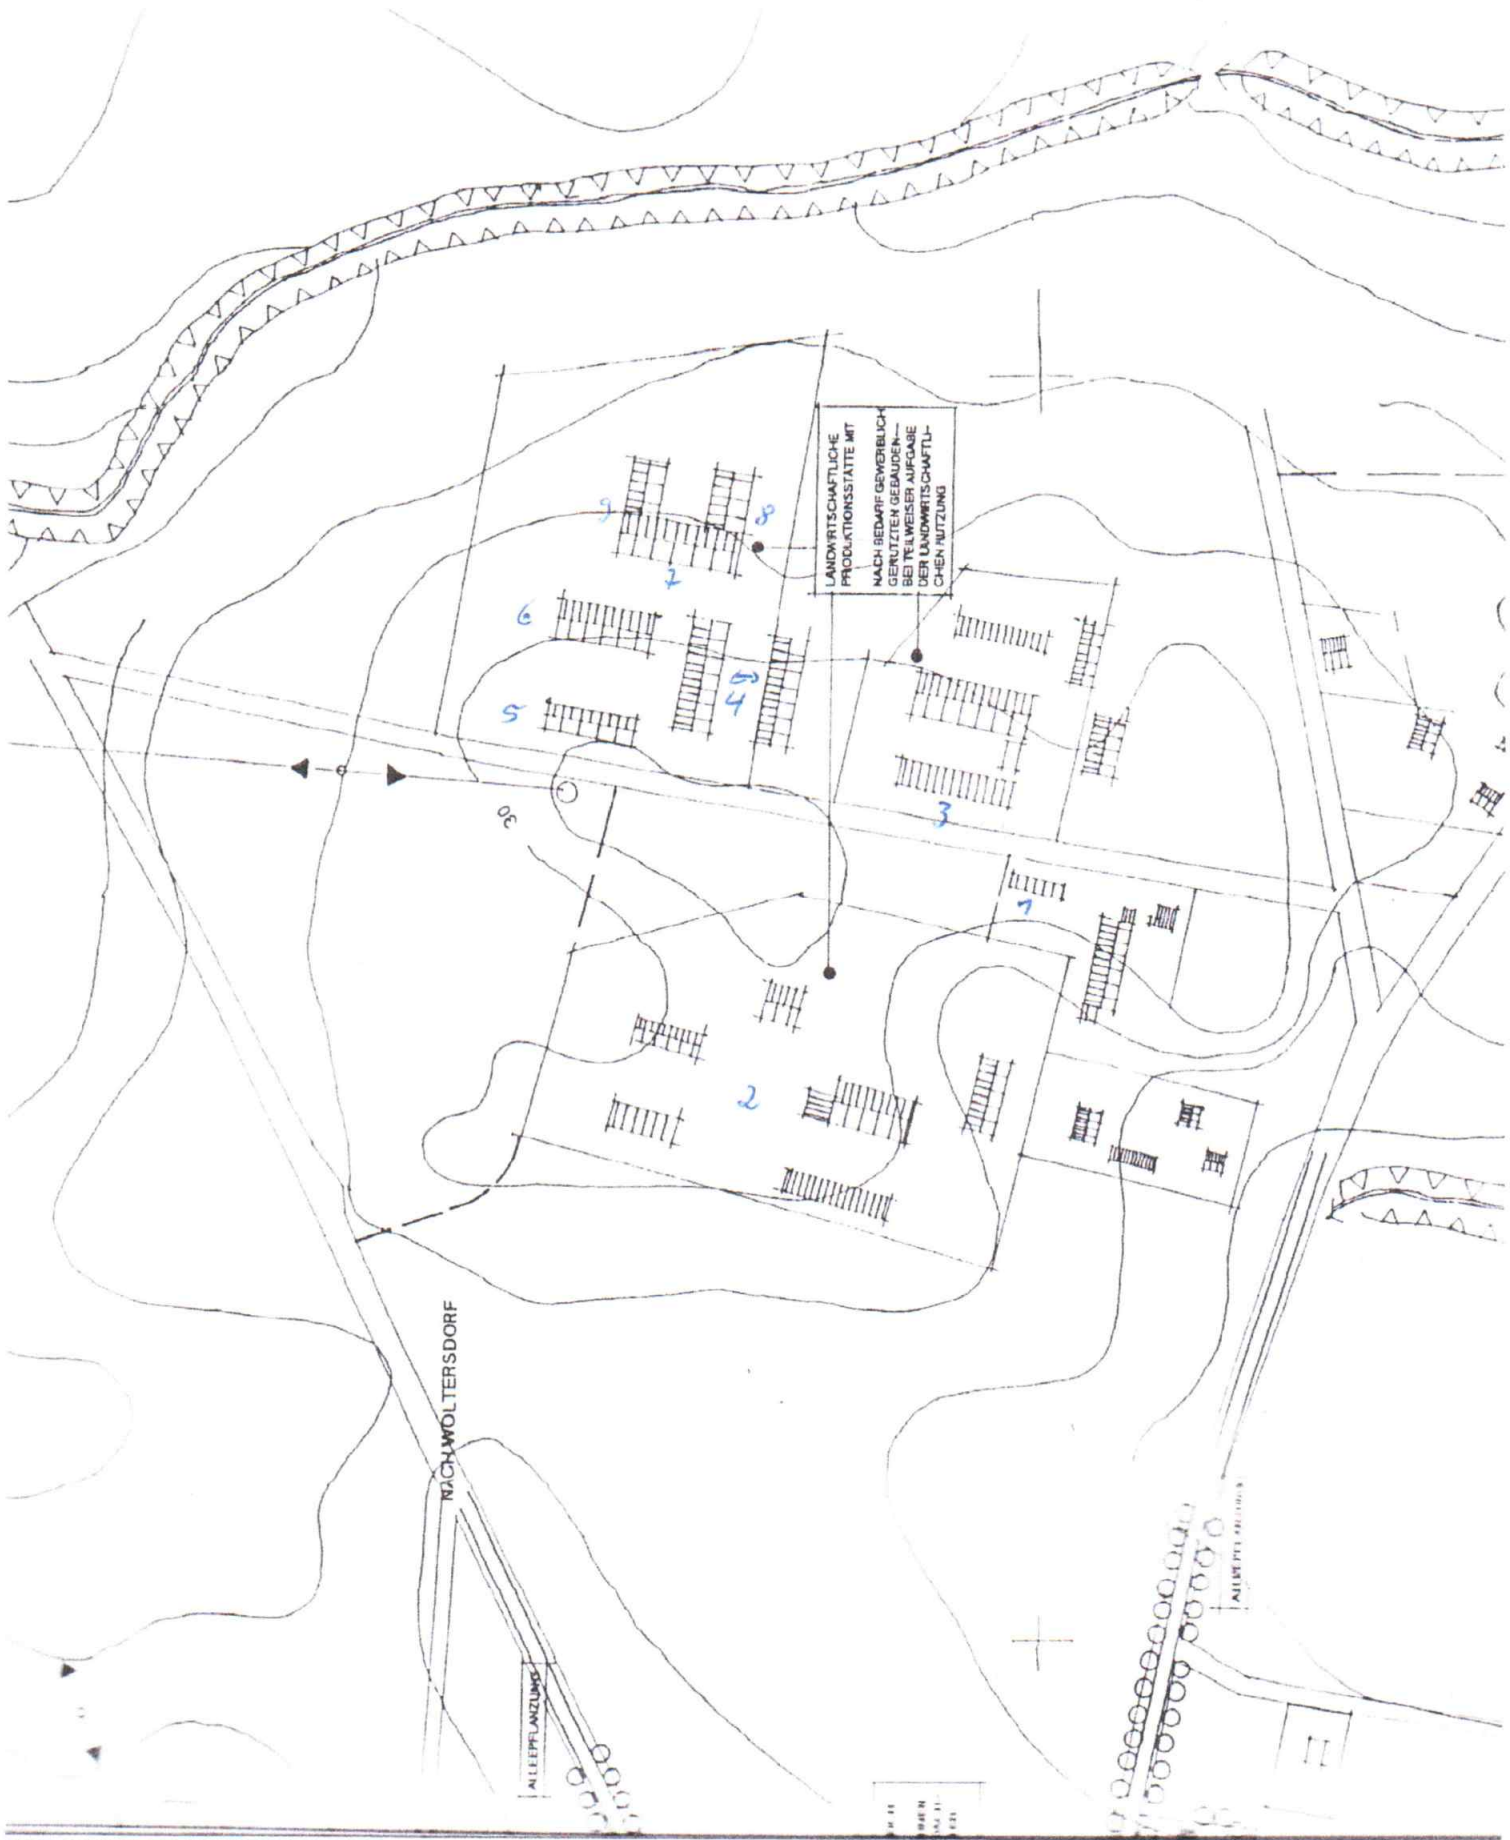 LANDWIRTSCHAFTLICHE
PRODUKTIONSSTÄTTE MIT
NACH BEDARF GEWERBLICH
GENUTZTEN GEBÄUDEN—
BEI TEILWEISER AUFGABE
DER LANDWIRTSCHAFTLI-
CHEN NUTZUNG
9
8
7
6
5
4
3
30
1
2
NACH WOLTERSDORF
ALLEEPFLANZUNG
ALLEEPFLANZUNG